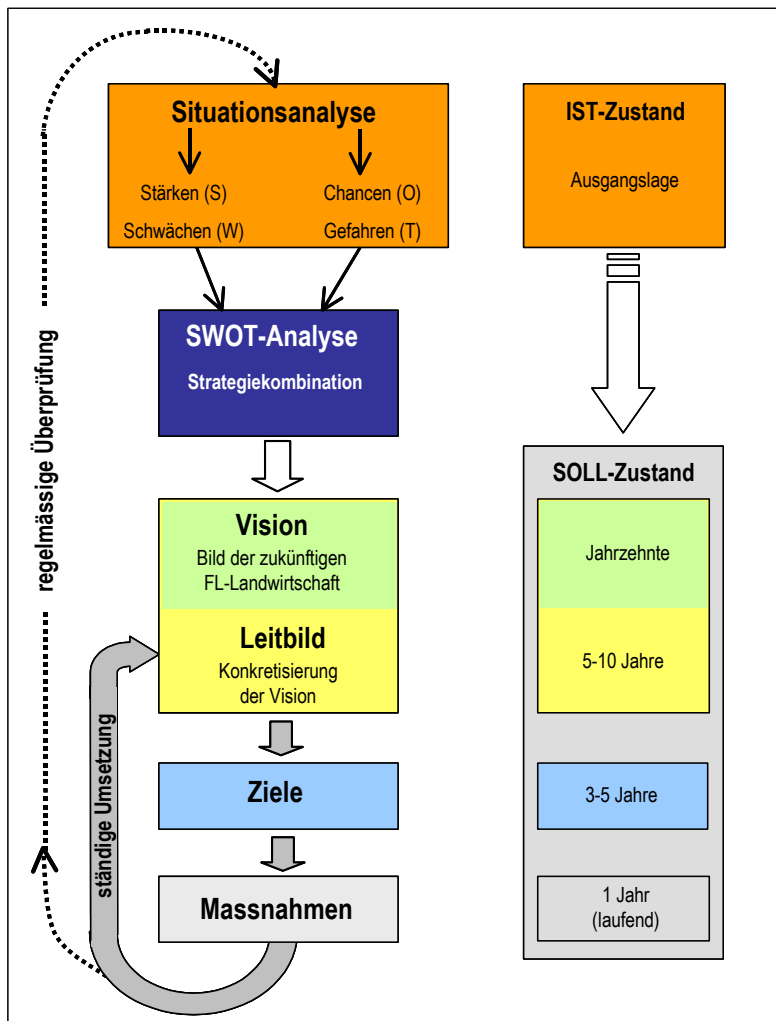 Situationsanalyse
Stärken (S)
Chancen (O)
Schwächen (W)
Gefahren (T)
SWOT-Analyse
Strategiekombination
Vision
Bild der zukünftigen
FL-Landwirtschaft
Leitbild
Konkretisierung
der Vision
Ziele
Massnahmen
regelmässige Überprüfung
ständige Umsetzung
IST-Zustand
Ausgangslage
SOLL-Zustand
Jahrzehnte
5-10 Jahre
3-5 Jahre
1 Jahr
(laufend)